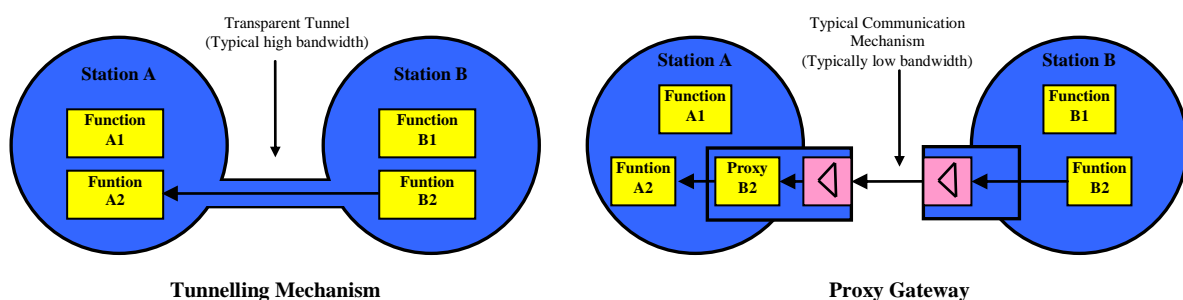 Transparent Tunnel
(Typical high bandwidth)
Station A
Station B
Function
A1
Function
B1
Funtion
A2
Funtion
B2
Tunnelling Mechanism
Typical Communication
Mechanism
(Typically low bandwidth)
Station A
Station B
Function
A1
Function
B1
Funtion
A2
Proxy
B2
Funtion
B2
Proxy Gateway